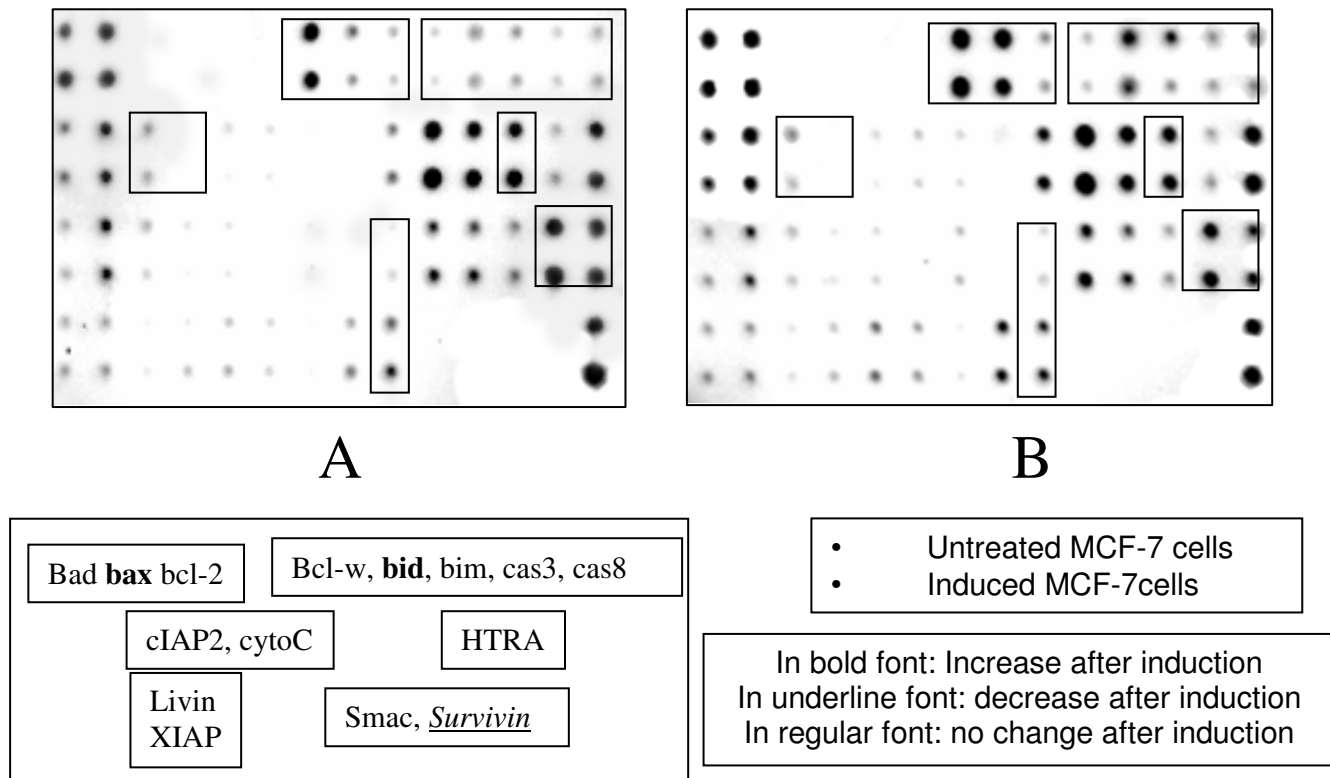 A
B
Bad bax bcl-2
Bcl-w, bid, bim, cas3, cas8
cIAP2, cytoC
HTRA
Livin
XIAP
Smac, Survivin
• Untreated MCF-7 cells
• Induced MCF-7cells
In bold font: Increase after induction
In underline font: decrease after induction
In regular font: no change after induction